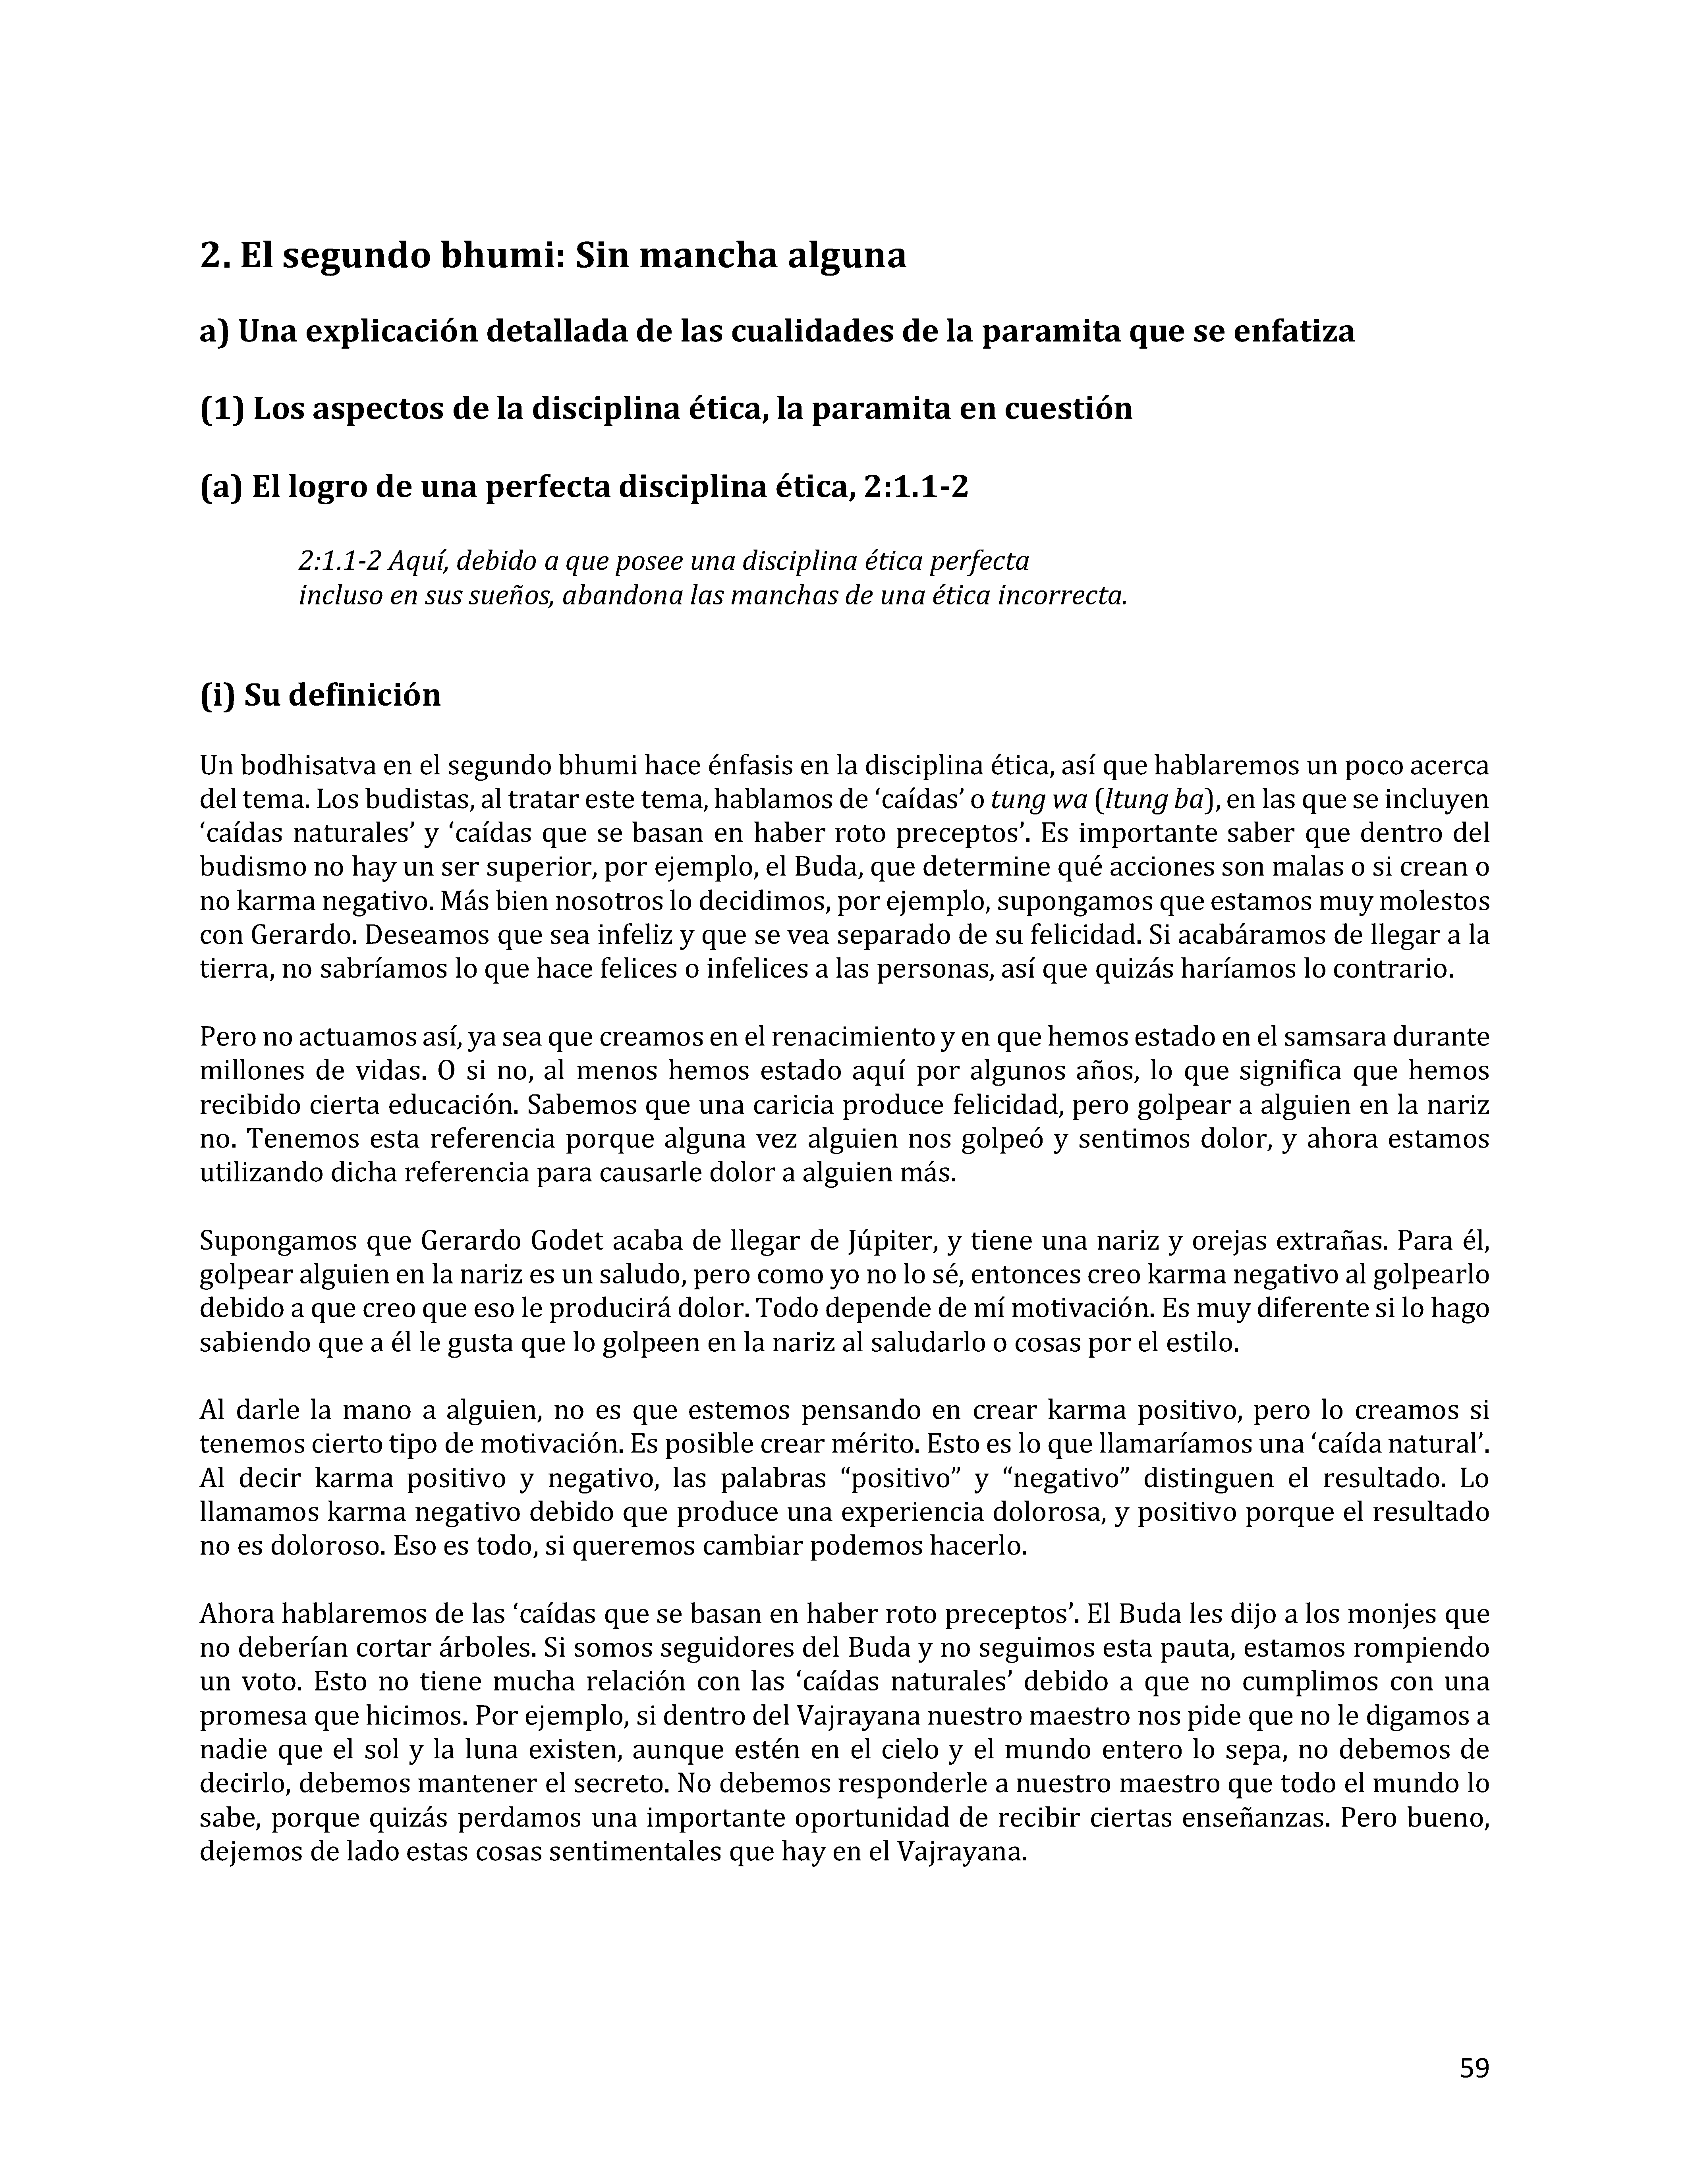 2. El segundo bhumi: Sin mancha alguna
a) Una explicación detallada de las cualidades de la paramita que se enfatiza
(1) Los aspectos de la disciplina ética, la paramita en cuestión
(a) El logro de una perfecta disciplina ética, 2:1.1-2
2:1.1-2 Aquí, debido a que posee una disciplina ética perfecta
incluso en sus sueños, abandona las manchas de una ética incorrecta.
(i) Su definición
Un bodhisatva en el segundo bhumi hace énfasis en la disciplina ética, así que hablaremos un poco acerca
del tema. Los budistas, al tratar este tema, hablamos de ‘caídas’ o tung wa (ltung ba), en las que se incluyen
‘caídas naturales’ y ‘caídas que se basan en haber roto preceptos’. Es importante saber que dentro del
budismo no hay un ser superior, por ejemplo, el Buda, que determine qué acciones son malas o si crean o
no karma negativo. Más bien nosotros lo decidimos, por ejemplo, supongamos que estamos muy molestos
con Gerardo. Deseamos que sea infeliz y que se vea separado de su felicidad. Si acabáramos de llegar a la
tierra, no sabríamos lo que hace felices o infelices a las personas, así que quizás haríamos lo contrario.
Pero no actuamos así, ya sea que creamos en el renacimiento y en que hemos estado en el samsara durante
millones de vidas. O si no, al menos hemos estado aquí por algunos años, lo que significa que hemos
recibido cierta educación. Sabemos que una caricia produce felicidad, pero golpear a alguien en la nariz
no. Tenemos esta referencia porque alguna vez alguien nos golpeó y sentimos dolor, y ahora estamos
utilizando dicha referencia para causarle dolor a alguien más.
Supongamos que Gerardo Godet acaba de llegar de Júpiter, y tiene una nariz y orejas extrañas. Para él,
golpear alguien en la nariz es un saludo, pero como yo no lo sé, entonces creo karma negativo al golpearlo
debido a que creo que eso le producirá dolor. Todo depende de mí motivación. Es muy diferente si lo hago
sabiendo que a él le gusta que lo golpeen en la nariz al saludarlo o cosas por el estilo.
Al darle la mano a alguien, no es que estemos pensando en crear karma positivo, pero lo creamos si
tenemos cierto tipo de motivación. Es posible crear mérito. Esto es lo que llamaríamos una ‘caída natural’.
Al decir karma positivo y negativo, las palabras “positivo” y “negativo” distinguen el resultado. Lo
llamamos karma negativo debido que produce una experiencia dolorosa, y positivo porque el resultado
no es doloroso. Eso es todo, si queremos cambiar podemos hacerlo.
Ahora hablaremos de las ‘caídas que se basan en haber roto preceptos’. El Buda les dijo a los monjes que
no deberían cortar árboles. Si somos seguidores del Buda y no seguimos esta pauta, estamos rompiendo
un voto. Esto no tiene mucha relación con las ‘caídas naturales’ debido a que no cumplimos con una
promesa que hicimos. Por ejemplo, si dentro del Vajrayana nuestro maestro nos pide que no le digamos a
nadie que el sol y la luna existen, aunque estén en el cielo y el mundo entero lo sepa, no debemos de
decirlo, debemos mantener el secreto. No debemos responderle a nuestro maestro que todo el mundo lo
sabe, porque quizás perdamos una importante oportunidad de recibir ciertas enseñanzas. Pero bueno,
dejemos de lado estas cosas sentimentales que hay en el Vajrayana.
59